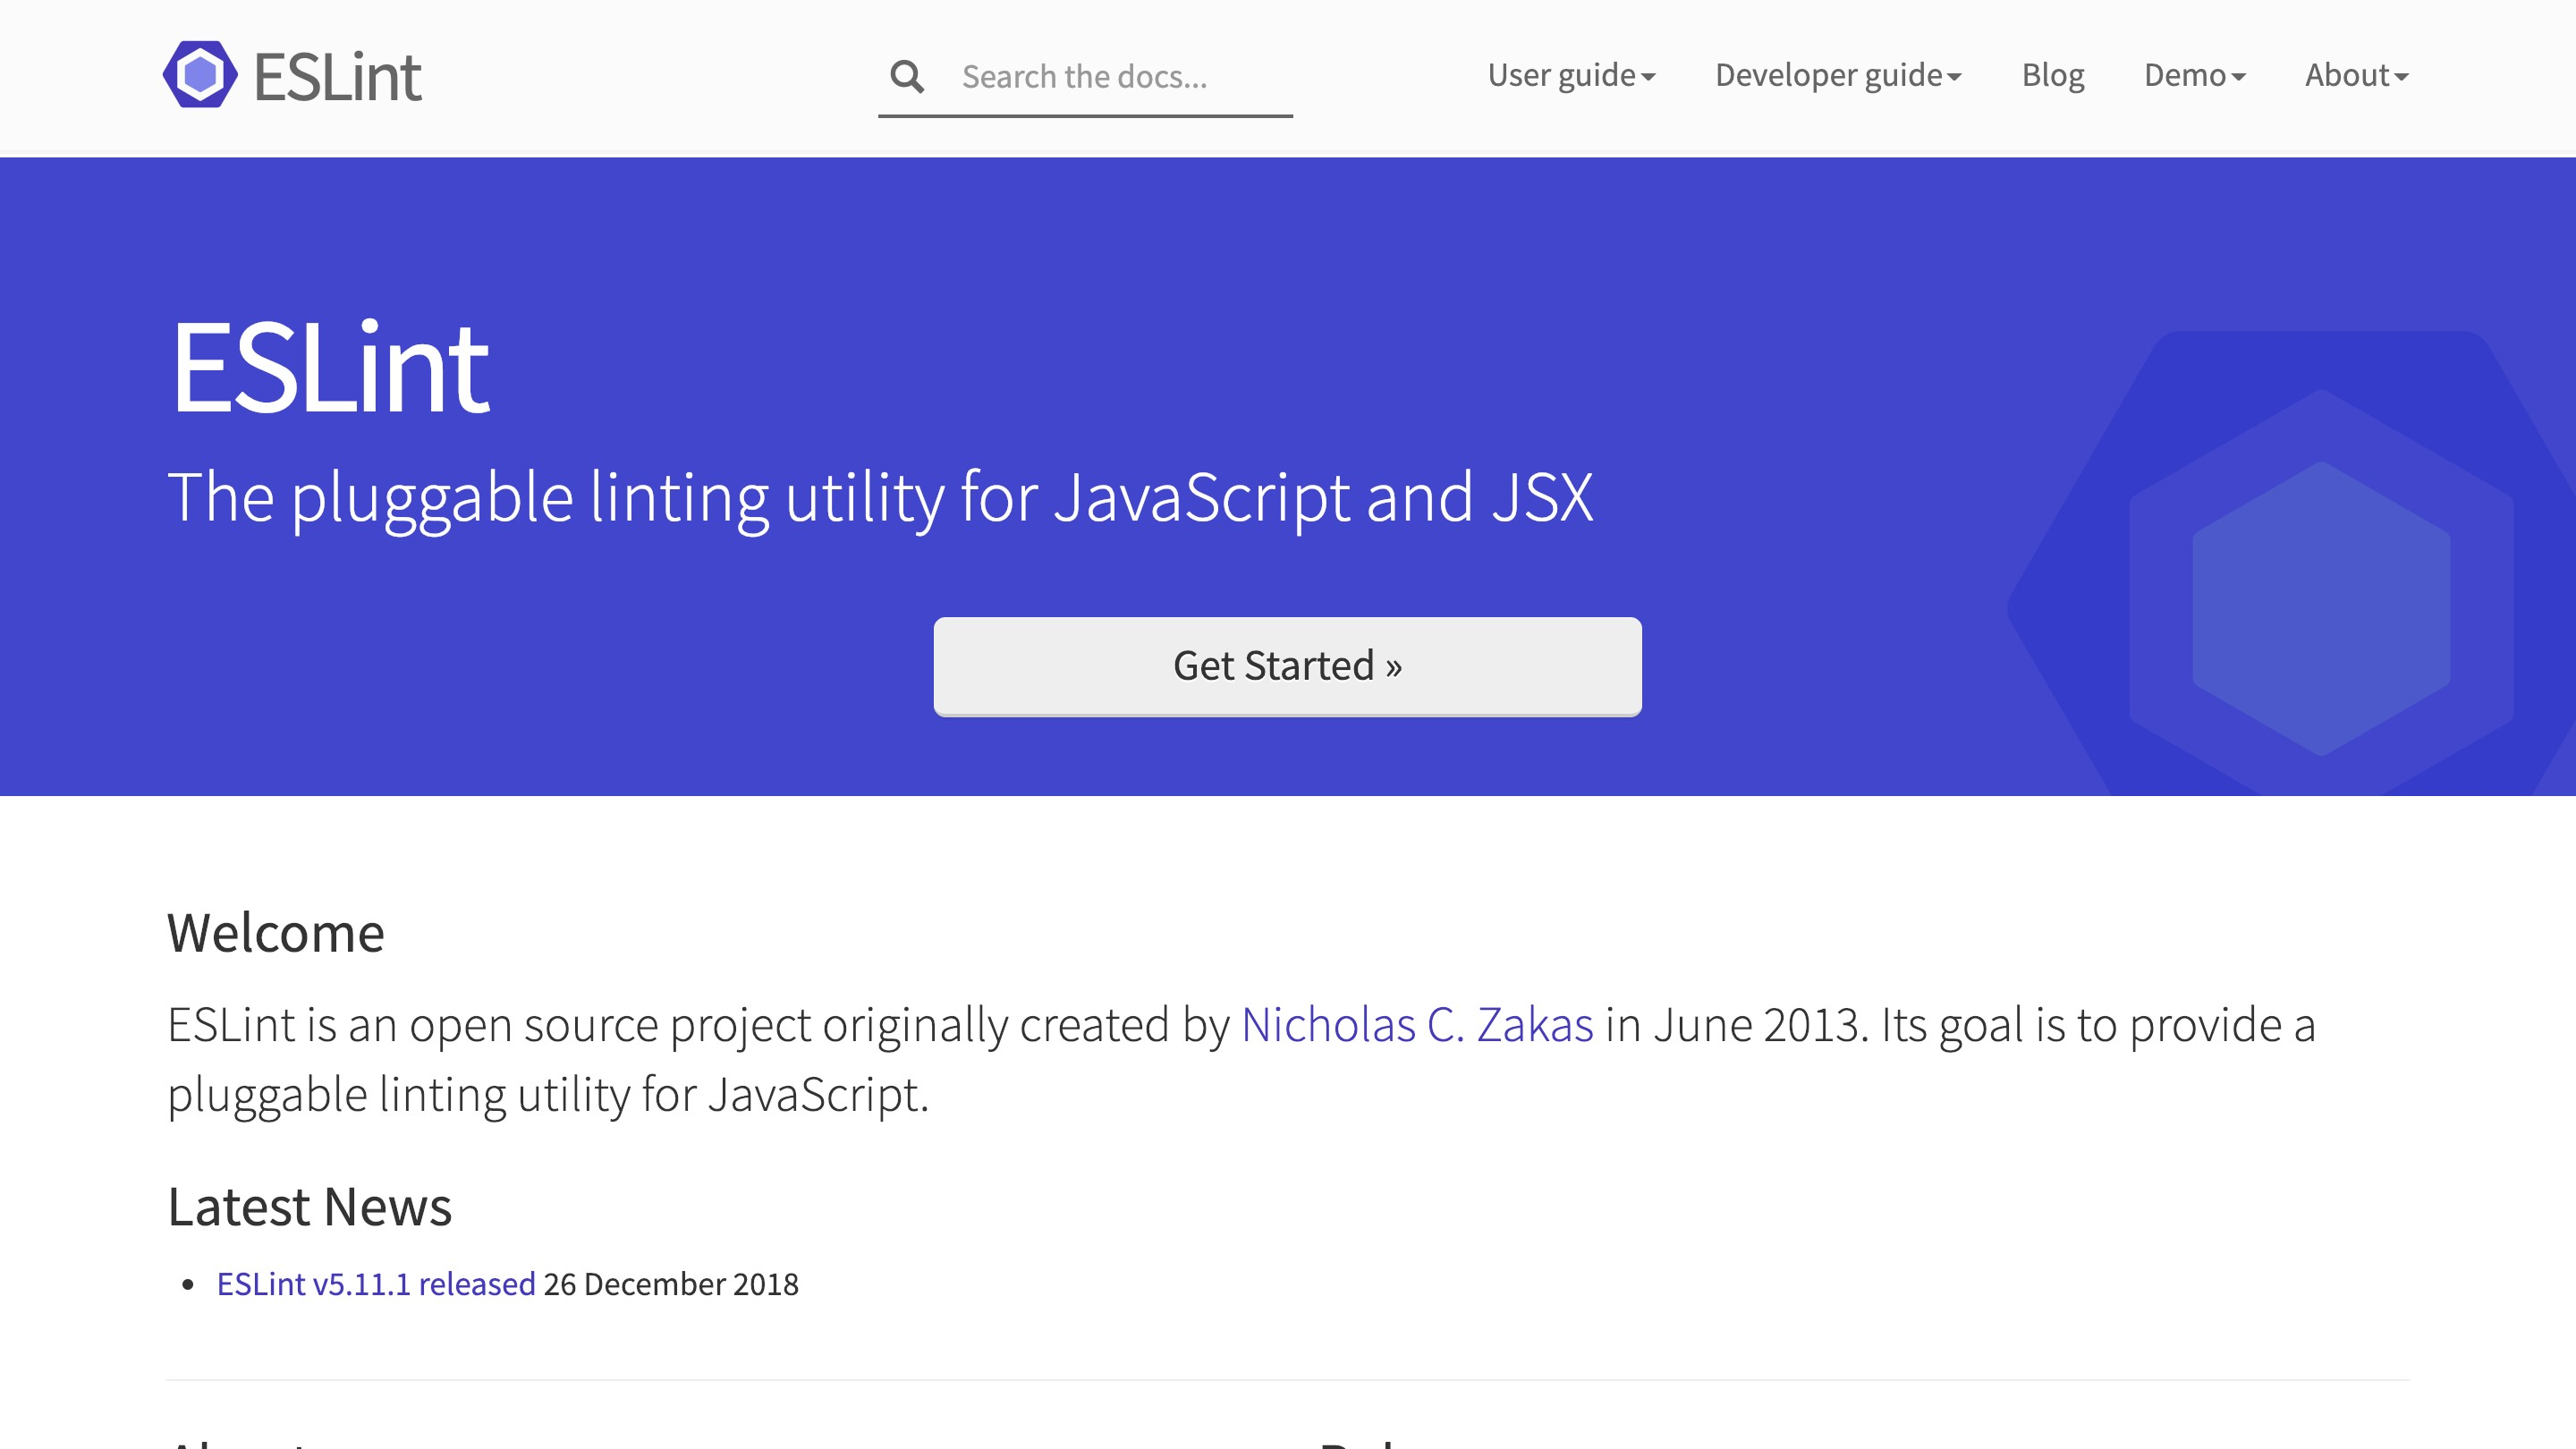 ESLint
Search the docs...
User guide
Developer guide
Blog
Demo
About
ESLint
The pluggable linting utility for JavaScript and JSX
Get Started »
Welcome
ESLint is an open source project originally created by Nicholas C. Zakas in June 2013. Its goal is to provide a
pluggable linting utility for JavaScript.
Latest News
• ESLint v5.11.1 released 26 December 2018